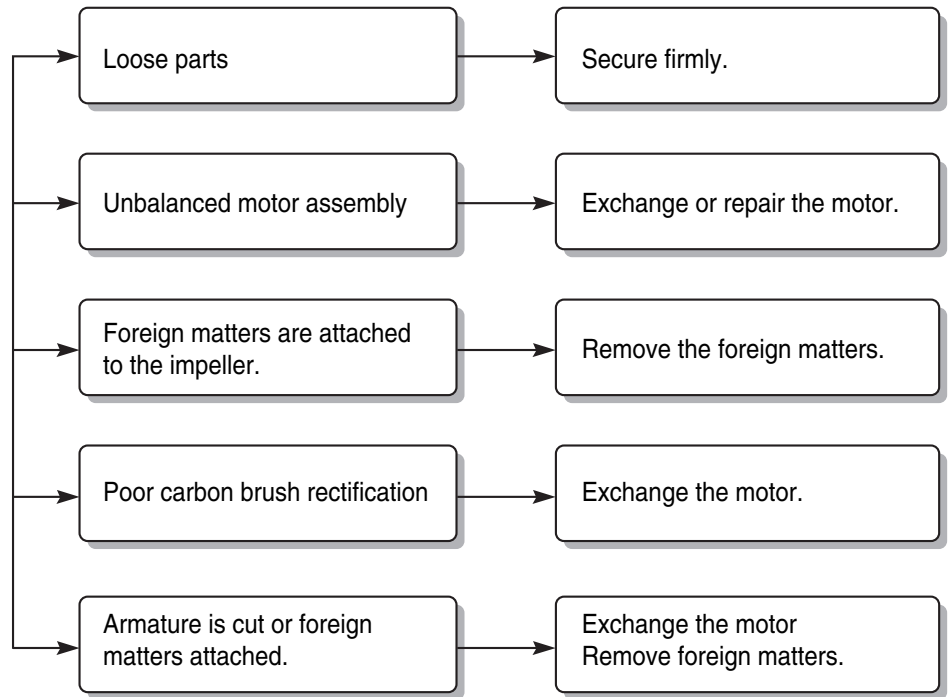 Loose parts
Secure firmly.
Unbalanced motor assembly
Exchange or repair the motor.
Foreign matters are attached
to the impeller.
Remove the foreign matters.
Poor carbon brush rectification
Exchange the motor.
Armature is cut or foreign
matters attached.
Exchange the motor
Remove foreign matters.